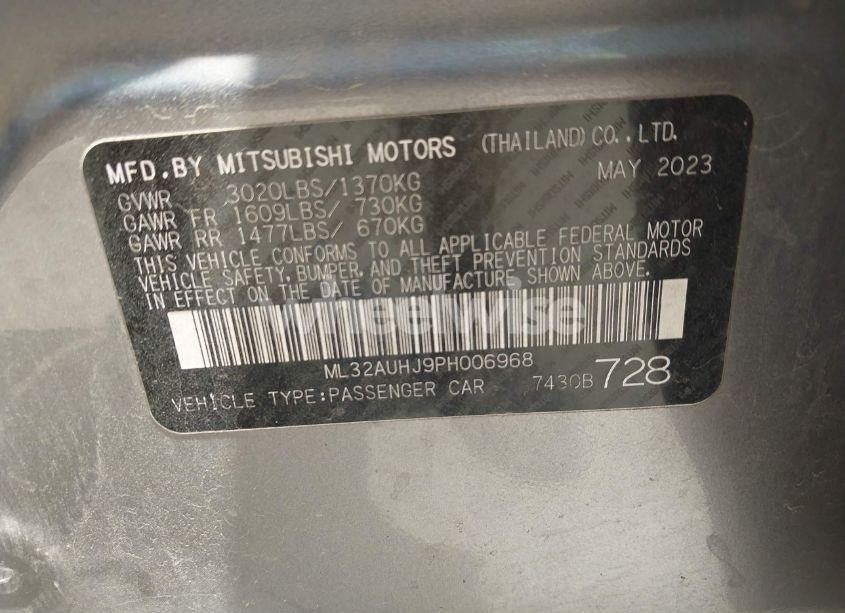 MFD.BY MITSUBISHI MOTORS (THAILAND) CO.,LTD.
MAY 2023
GVWR 3020LBS/1370KG
GAWR FR 1609LBS/ 730KG
GAWR RR 1477LBS/ 670KG
THIS VEHICLE CONFORMS TO ALL APPLICABLE FEDERAL MOTOR
VEHICLE SAFETY, BUMPER, AND THEFT PREVENTION STANDARDS
IN EFFECT ON THE DATE OF MANUFACTURE SHOWN ABOVE.
wheelwise
ML32AUHJ9PH006968
VEHICLE TYPE:PASSENGER CAR 7430B 728